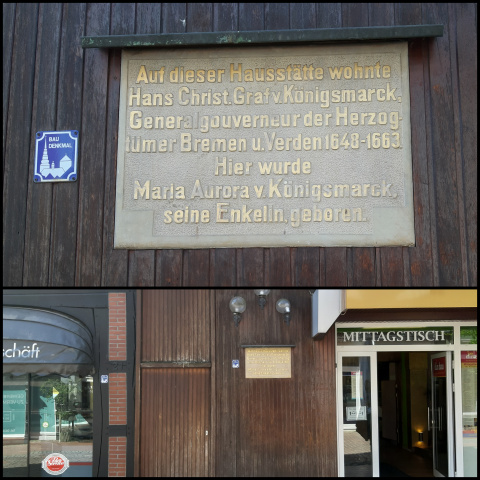 Auf dieser Hausstätte wohnte
Hans Christ. Graf v. Königsmarck,
Generalgouverneur der Herzog-
tümer Bremen u. Verden 1648-1663.
Hier wurde
Maria Aurora v. Königsmarck,
seine Enkelin, geboren.
BAU
DENKMAL
schäft
MITTAGSTISCH